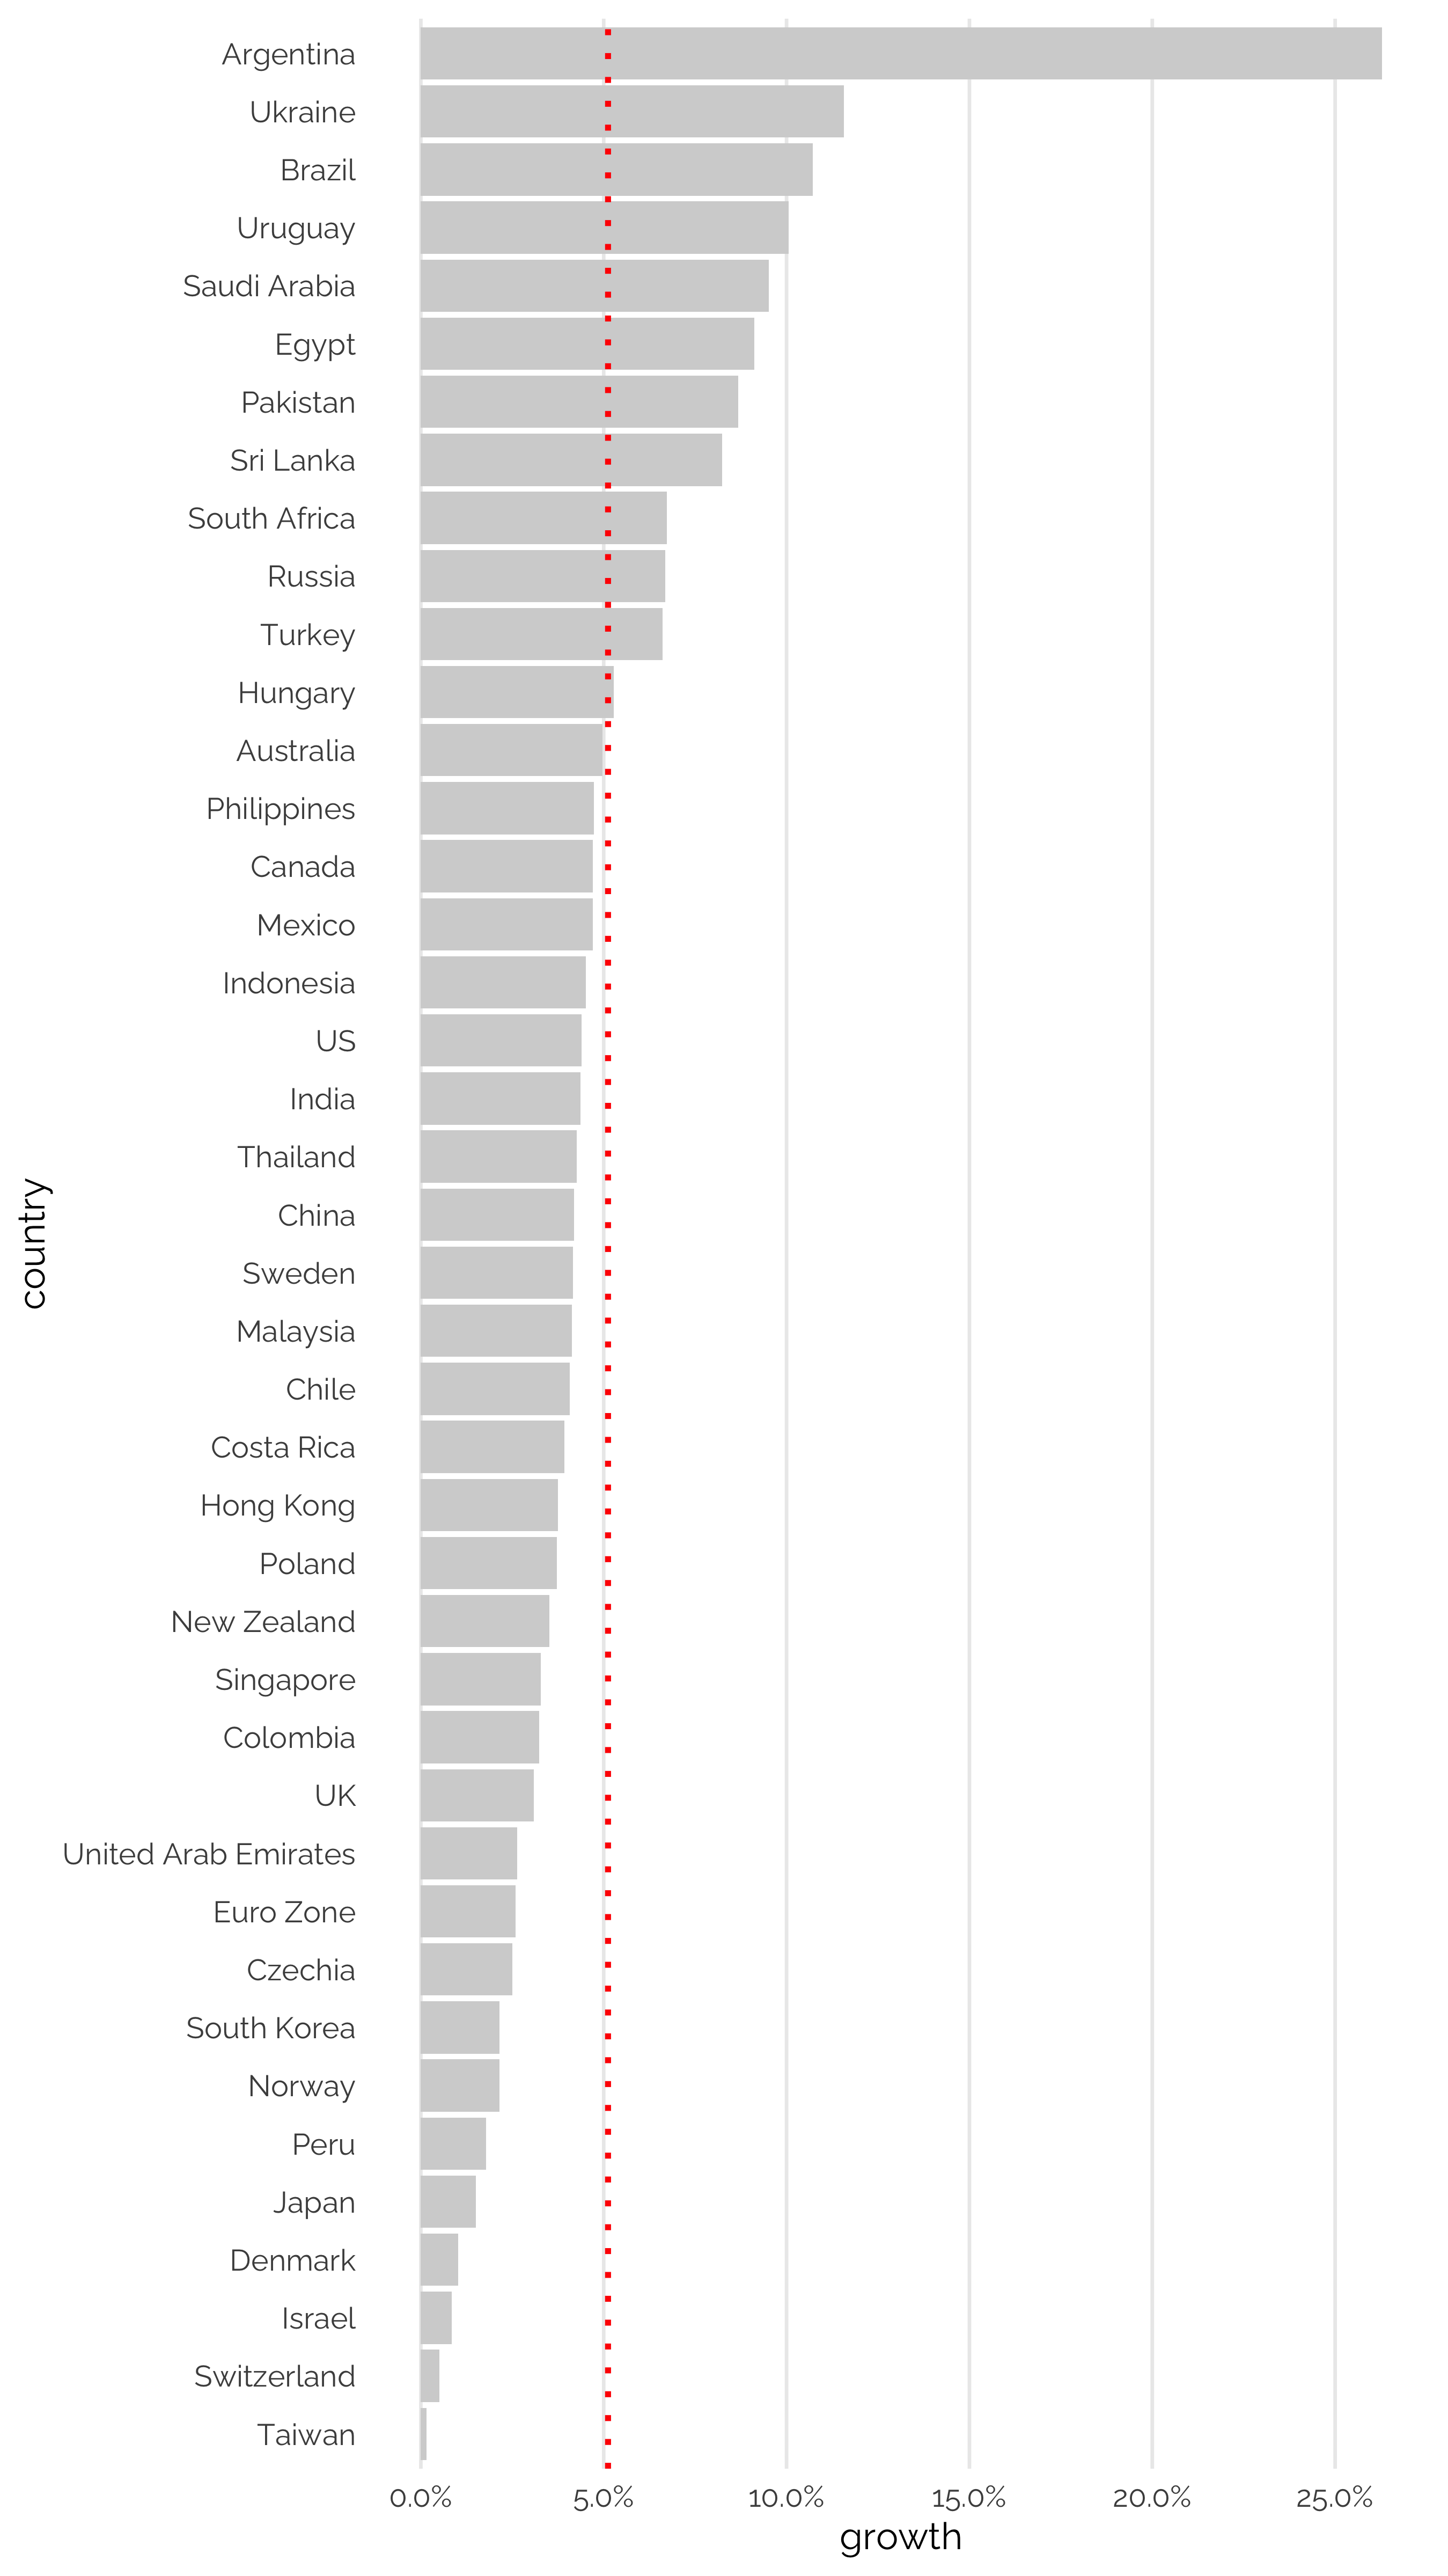 Argentina
Ukraine
Brazil
Uruguay
Saudi Arabia
Egypt
Pakistan
Sri Lanka
South Africa
Russia
Turkey
Hungary
Australia
Philippines
Canada
Mexico
Indonesia
US
India
Thailand
China
Sweden
Malaysia
Chile
Costa Rica
Hong Kong
Poland
New Zealand
Singapore
Colombia
UK
United Arab Emirates
Euro Zone
Czechia
South Korea
Norway
Peru
Japan
Denmark
Israel
Switzerland
Taiwan
country
0.0% 5.0% 10.0% 15.0% 20.0% 25.0%
growth